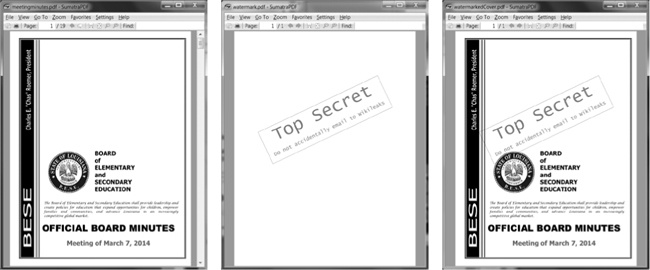 meetingminutes.pdf - SumatraPDF
File View Go To Zoom Favorites Settings Help
Page: 1 / 19 Find:
Charles E. "Chas" Roemer, President
BESE
STATE OF LOUISIANA
B.E.S.E.
BOARD
of
ELEMENTARY
and
SECONDARY
EDUCATION
The Board of Elementary and Secondary Education shall provide leadership and
create policies for education that expand opportunities for children, empower
families and communities, and advance Louisiana in an increasingly
competitive global market.
OFFICIAL BOARD MINUTES
Meeting of March 7, 2014
watermark.pdf - SumatraPDF
File View Go To Zoom Favorites Settings Help
Page: 1 / 1 Find:
Top Secret
Do not accidentally email to wikileaks
watermarkedCover.pdf - SumatraPDF
File View Go To Zoom Favorites Settings Help
Page: 1 / 1 Find:
Charles E. "Chas" Roemer, President
Top Secret
Do not accidentally email to wikileaks
BESE
STATE OF LOUISIANA
B.E.S.E.
BOARD
of
ELEMENTARY
and
SECONDARY
EDUCATION
The Board of Elementary and Secondary Education shall provide leadership and
create policies for education that expand opportunities for children, empower
families and communities, and advance Louisiana in an increasingly
competitive global market.
OFFICIAL BOARD MINUTES
Meeting of March 7, 2014